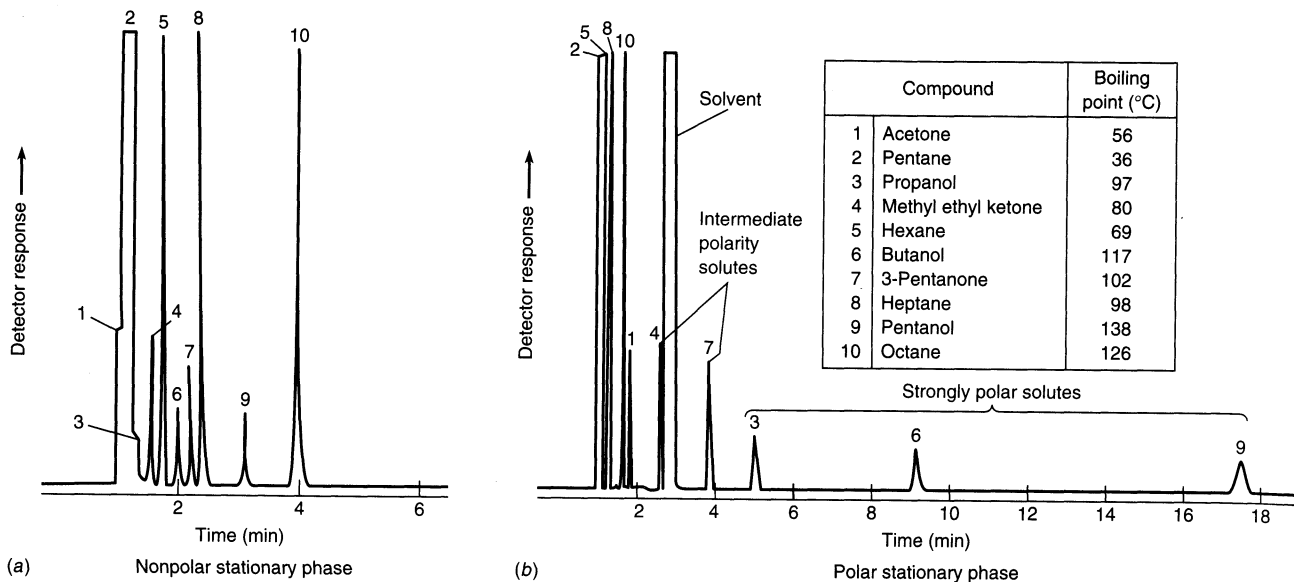 2
5
8
10
1
4
7
6
9
3
Detector response
2
4
6
Time (min)
(a)
Nonpolar stationary phase
5
8
10
2
Solvent
Intermediate
polarity
solutes
1
4
7
Strongly polar solutes
3
6
9
Detector response
2
4
6
8
10
12
14
16
18
Time (min)
(b)
Polar stationary phase
Compound Boiling point (°C)
1 Acetone 56
2 Pentane 36
3 Propanol 97
4 Methyl ethyl ketone 80
5 Hexane 69
6 Butanol 117
7 3-Pentanone 102
8 Heptane 98
9 Pentanol 138
10 Octane 126